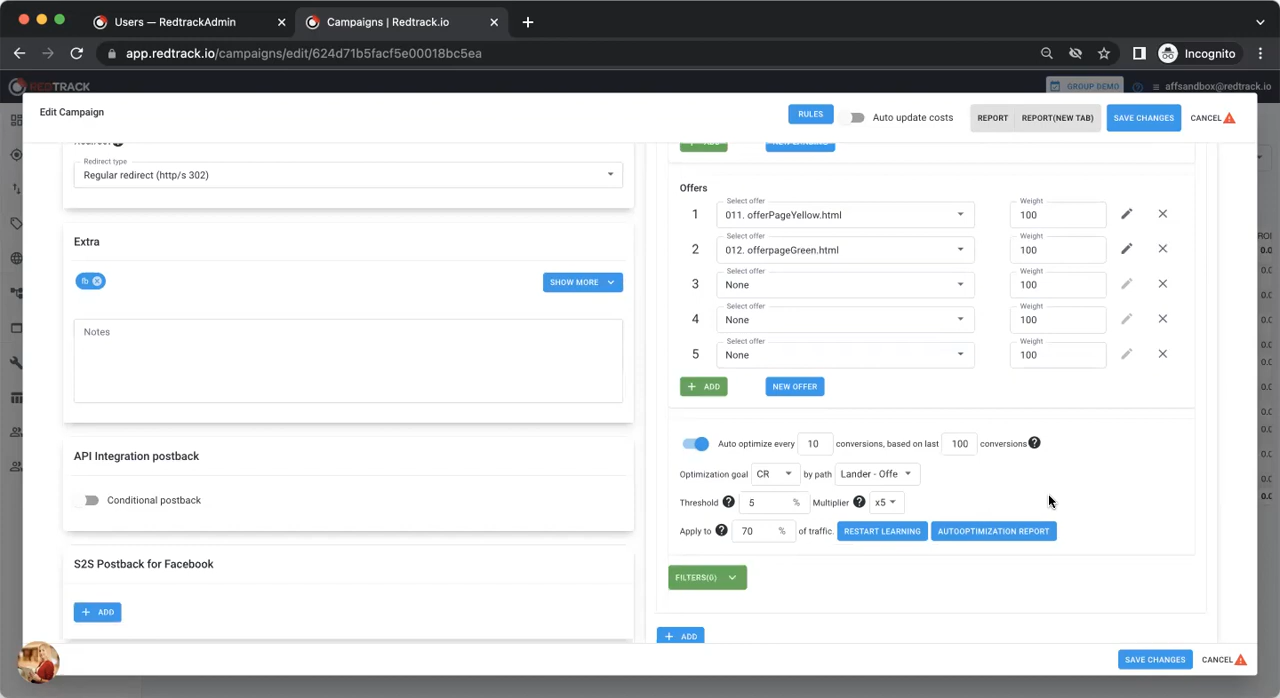 Users — RedtrackAdmin
Campaigns | Redtrack.io
app.redtrack.io/campaigns/edit/624d71b5facf5e00018bc5ea
Incognito
REDTRACK
GROUP DEMO
affsandbox@redtrack.io
Edit Campaign
RULES
Auto update costs
REPORT
REPORT(NEW TAB)
SAVE CHANGES
CANCEL
Redirect
Redirect type
Regular redirect (http/s 302)
Extra
fb
SHOW MORE
Notes
API Integration postback
Conditional postback
S2S Postback for Facebook
+ ADD
Offers
1
Select offer
011. offerPageYellow.html
Weight
100
2
Select offer
012. offerpageGreen.html
Weight
100
3
Select offer
None
Weight
100
4
Select offer
None
Weight
100
5
Select offer
None
Weight
100
+ ADD
NEW OFFER
Auto optimize every 10 conversions, based on last 100 conversions
Optimization goal CR by path Lander - Offe
Threshold 5 % Multiplier x5
Apply to 70 % of traffic. RESTART LEARNING AUTOOPTIMIZATION REPORT
FILTERS(0)
+ ADD
SAVE CHANGES
CANCEL